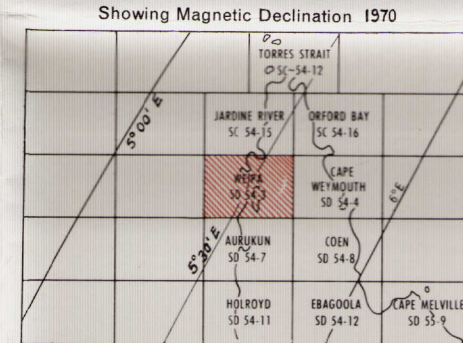 Showing Magnetic Declination 1970
TORRES STRAIT
SC-54-12
JARDINE RIVER
SC 54-15
ORFORD BAY
SC 54-16
5°00' E
WEIPA
SD 54-3
CAPE
WEYMOUTH
SD 54-4
6°E
5°30' E
AURUKUN
SD 54-7
COEN
SD 54-8
HOLROYD
SD 54-11
EBAGOOLA
SD 54-12
CAPE MELVILLE
SD 55-9